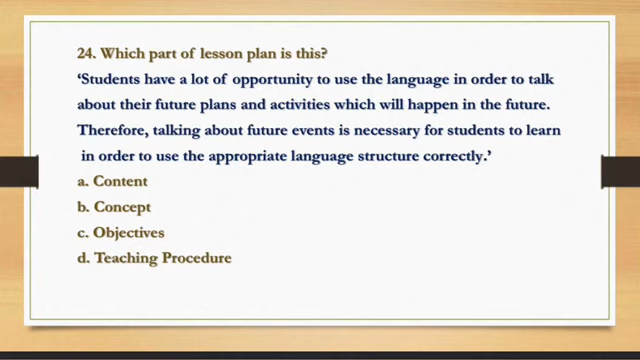 24. Which part of lesson plan is this?
‘Students have a lot of opportunity to use the language in order to talk
about their future plans and activities which will happen in the future.
Therefore, talking about future events is necessary for students to learn
in order to use the appropriate language structure correctly.’
a. Content
b. Concept
c. Objectives
d. Teaching Procedure